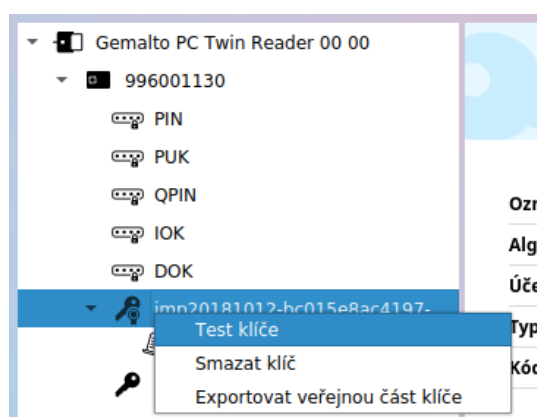 Gemalto PC Twin Reader 00 00
996001130
PIN
PUK
QPIN
IOK
DOK
imp20181012-bc015e8ac4197-
Test klíče
Smazat klíč
Exportovat veřejnou část klíče